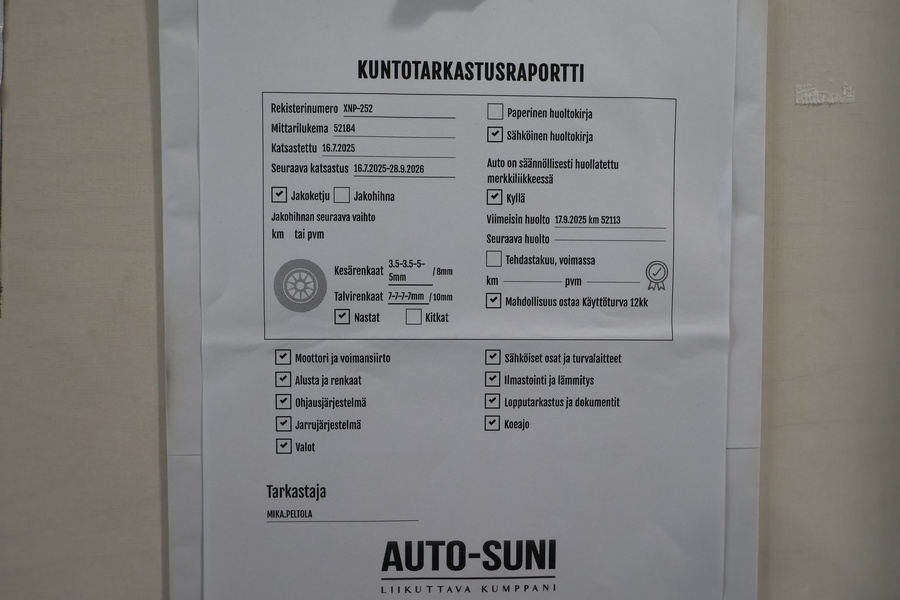 KUNTOTARKASTUSRAPORTTI
Rekisterinumero XNP-252
Mittarilukema 52184
Katsastettu 16.7.2025
Seuraava katsastus 16.7.2025-28.9.2026
Jakoketju Jakohihna
Jakohihnan seuraava vaihto
km tai pvm
Kesärenkaat 3.5-3.5-5-5mm / 8mm
Talvirenkaat 7-7-7-7mm / 10mm
Nastat Kitkat
Paperinen huoltokirja
Sähköinen huoltokirja
Auto on säännöllisesti huollatettu
merkkiliikkeessä
Kyllä
Viimeisin huolto 17.9.2025 km 52113
Seuraava huolto
Tehdastakuu, voimassa
km pvm
Mahdollisuus ostaa Käyttöturva 12kk
Moottori ja voimansiirto
Alusta ja renkaat
Ohjausjärjestelmä
Jarrujärjestelmä
Valot
Sähköiset osat ja turvalaitteet
Ilmastointi ja lämmitys
Lopputarkastus ja dokumentit
Koeajo
Tarkastaja
MIKA.PELTOLA
AUTO-SUNI
LIIKUTTAVA KUMPPANI